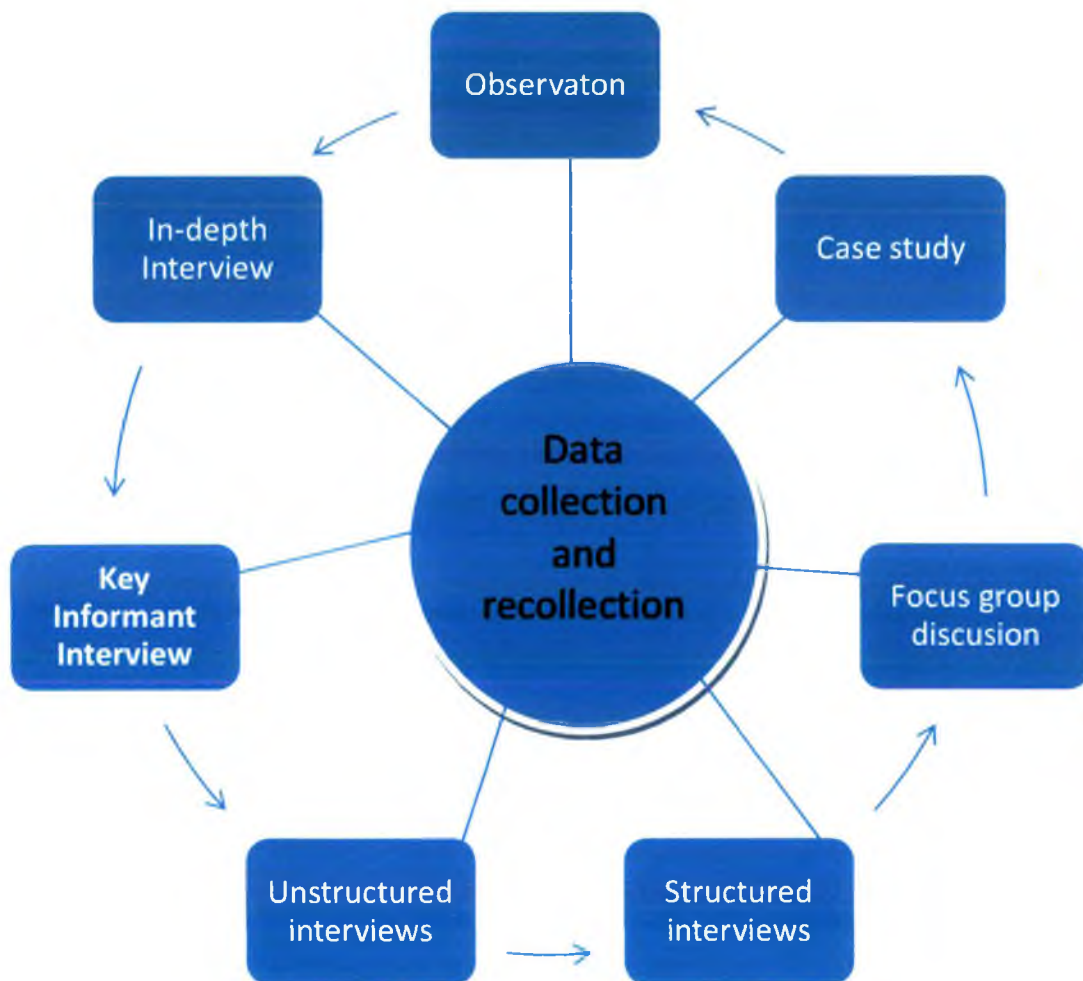 Observaton
In-depth
Interview
Case study
Data
collection
and
recollection
Key
Informant
Interview
Focus group
discusion
Unstructured
interviews
Structured
interviews